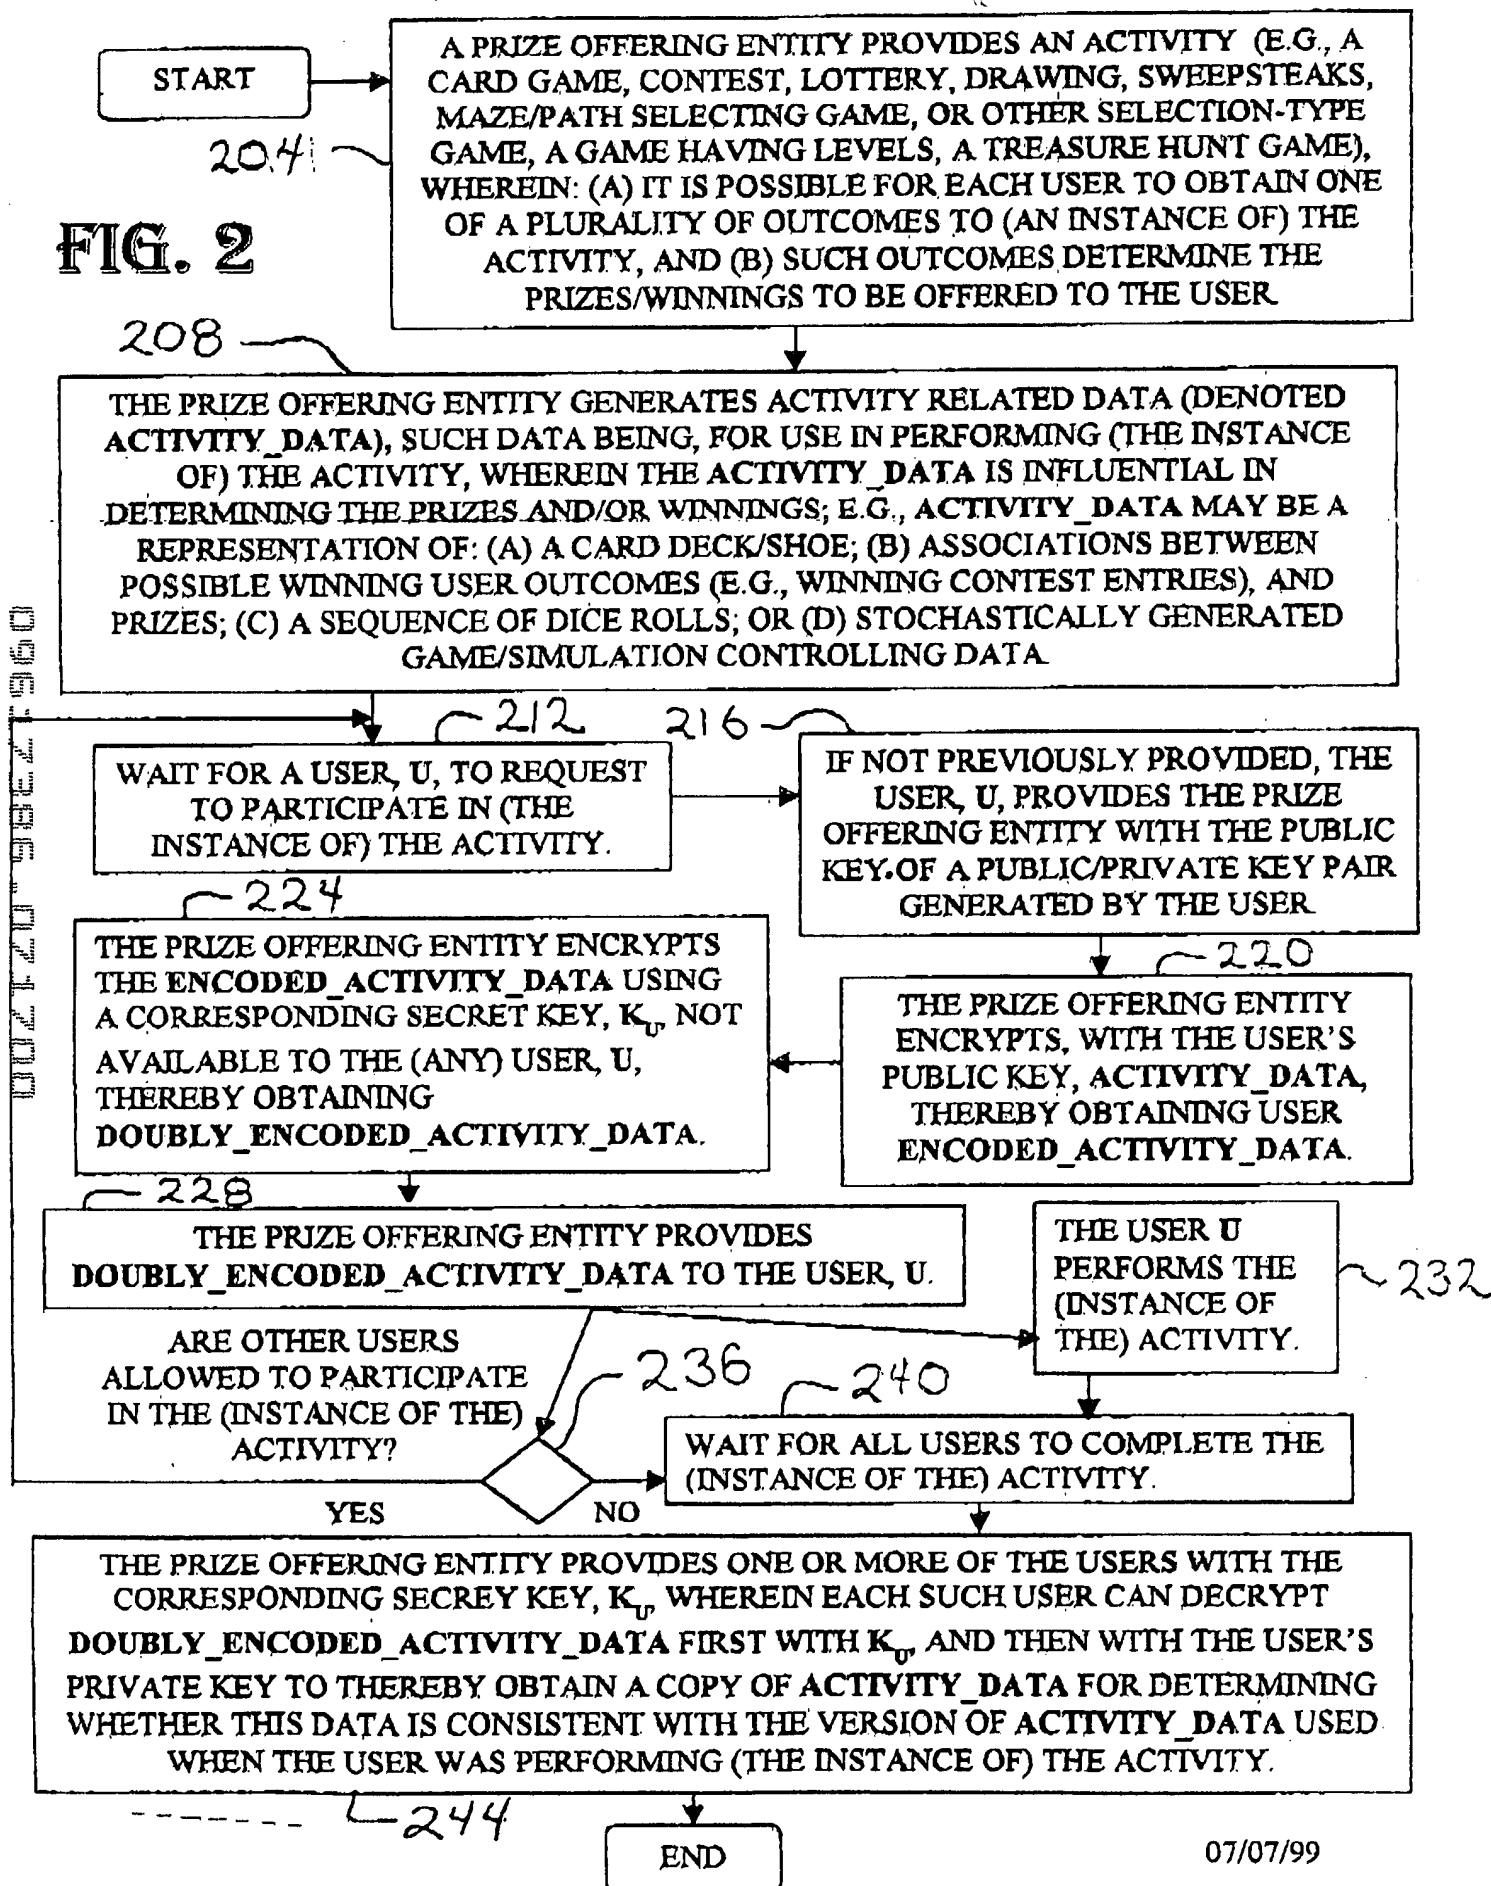 START
A PRIZE OFFERING ENTITY PROVIDES AN ACTIVITY (E.G., A
CARD GAME, CONTEST, LOTTERY, DRAWING, SWEEPSTEAKS,
MAZE/PATH SELECTING GAME, OR OTHER SELECTION-TYPE
GAME, A GAME HAVING LEVELS, A TREASURE HUNT GAME),
WHEREIN: (A) IT IS POSSIBLE FOR EACH USER TO OBTAIN ONE
OF A PLURALITY OF OUTCOMES TO (AN INSTANCE OF) THE
ACTIVITY, AND (B) SUCH OUTCOMES DETERMINE THE
PRIZES/WINNINGS TO BE OFFERED TO THE USER
204
FIG. 2
208
THE PRIZE OFFERING ENTITY GENERATES ACTIVITY RELATED DATA (DENOTED
ACTIVITY_DATA), SUCH DATA BEING, FOR USE IN PERFORMING (THE INSTANCE
OF) THE ACTIVITY, WHEREIN THE ACTIVITY_DATA IS INFLUENTIAL IN
DETERMINING THE PRIZES AND/OR WINNINGS; E.G., ACTIVITY_DATA MAY BE A
REPRESENTATION OF: (A) A CARD DECK/SHOE; (B) ASSOCIATIONS BETWEEN
POSSIBLE WINNING USER OUTCOMES (E.G., WINNING CONTEST ENTRIES), AND
PRIZES; (C) A SEQUENCE OF DICE ROLLS; OR (D) STOCHASTICALLY GENERATED
GAME/SIMULATION CONTROLLING DATA
212
WAIT FOR A USER, U, TO REQUEST
TO PARTICIPATE IN (THE
INSTANCE OF) THE ACTIVITY.
216
IF NOT PREVIOUSLY PROVIDED, THE
USER, U, PROVIDES THE PRIZE
OFFERING ENTITY WITH THE PUBLIC
KEY OF A PUBLIC/PRIVATE KEY PAIR
GENERATED BY THE USER
220
THE PRIZE OFFERING ENTITY
ENCRYPTS, WITH THE USER'S
PUBLIC KEY, ACTIVITY_DATA,
THEREBY OBTAINING USER
ENCODED_ACTIVITY_DATA.
224
THE PRIZE OFFERING ENTITY ENCRYPTS
THE ENCODED_ACTIVITY_DATA USING
A CORRESPONDING SECRET KEY, KU, NOT
AVAILABLE TO THE (ANY) USER, U,
THEREBY OBTAINING
DOUBLY_ENCODED_ACTIVITY_DATA.
228
THE PRIZE OFFERING ENTITY PROVIDES
DOUBLY_ENCODED_ACTIVITY_DATA TO THE USER, U.
THE USER U
PERFORMS THE
(INSTANCE OF
THE) ACTIVITY.
232
ARE OTHER USERS
ALLOWED TO PARTICIPATE
IN THE (INSTANCE OF THE)
ACTIVITY?
236
YES
NO
240
WAIT FOR ALL USERS TO COMPLETE THE
(INSTANCE OF THE) ACTIVITY.
THE PRIZE OFFERING ENTITY PROVIDES ONE OR MORE OF THE USERS WITH THE
CORRESPONDING SECREY KEY, KU, WHEREIN EACH SUCH USER CAN DECRYPT
DOUBLY_ENCODED_ACTIVITY_DATA FIRST WITH KU, AND THEN WITH THE USER'S
PRIVATE KEY TO THEREBY OBTAIN A COPY OF ACTIVITY_DATA FOR DETERMINING
WHETHER THIS DATA IS CONSISTENT WITH THE VERSION OF ACTIVITY_DATA USED
WHEN THE USER WAS PERFORMING (THE INSTANCE OF) THE ACTIVITY.
244
END
07/07/99